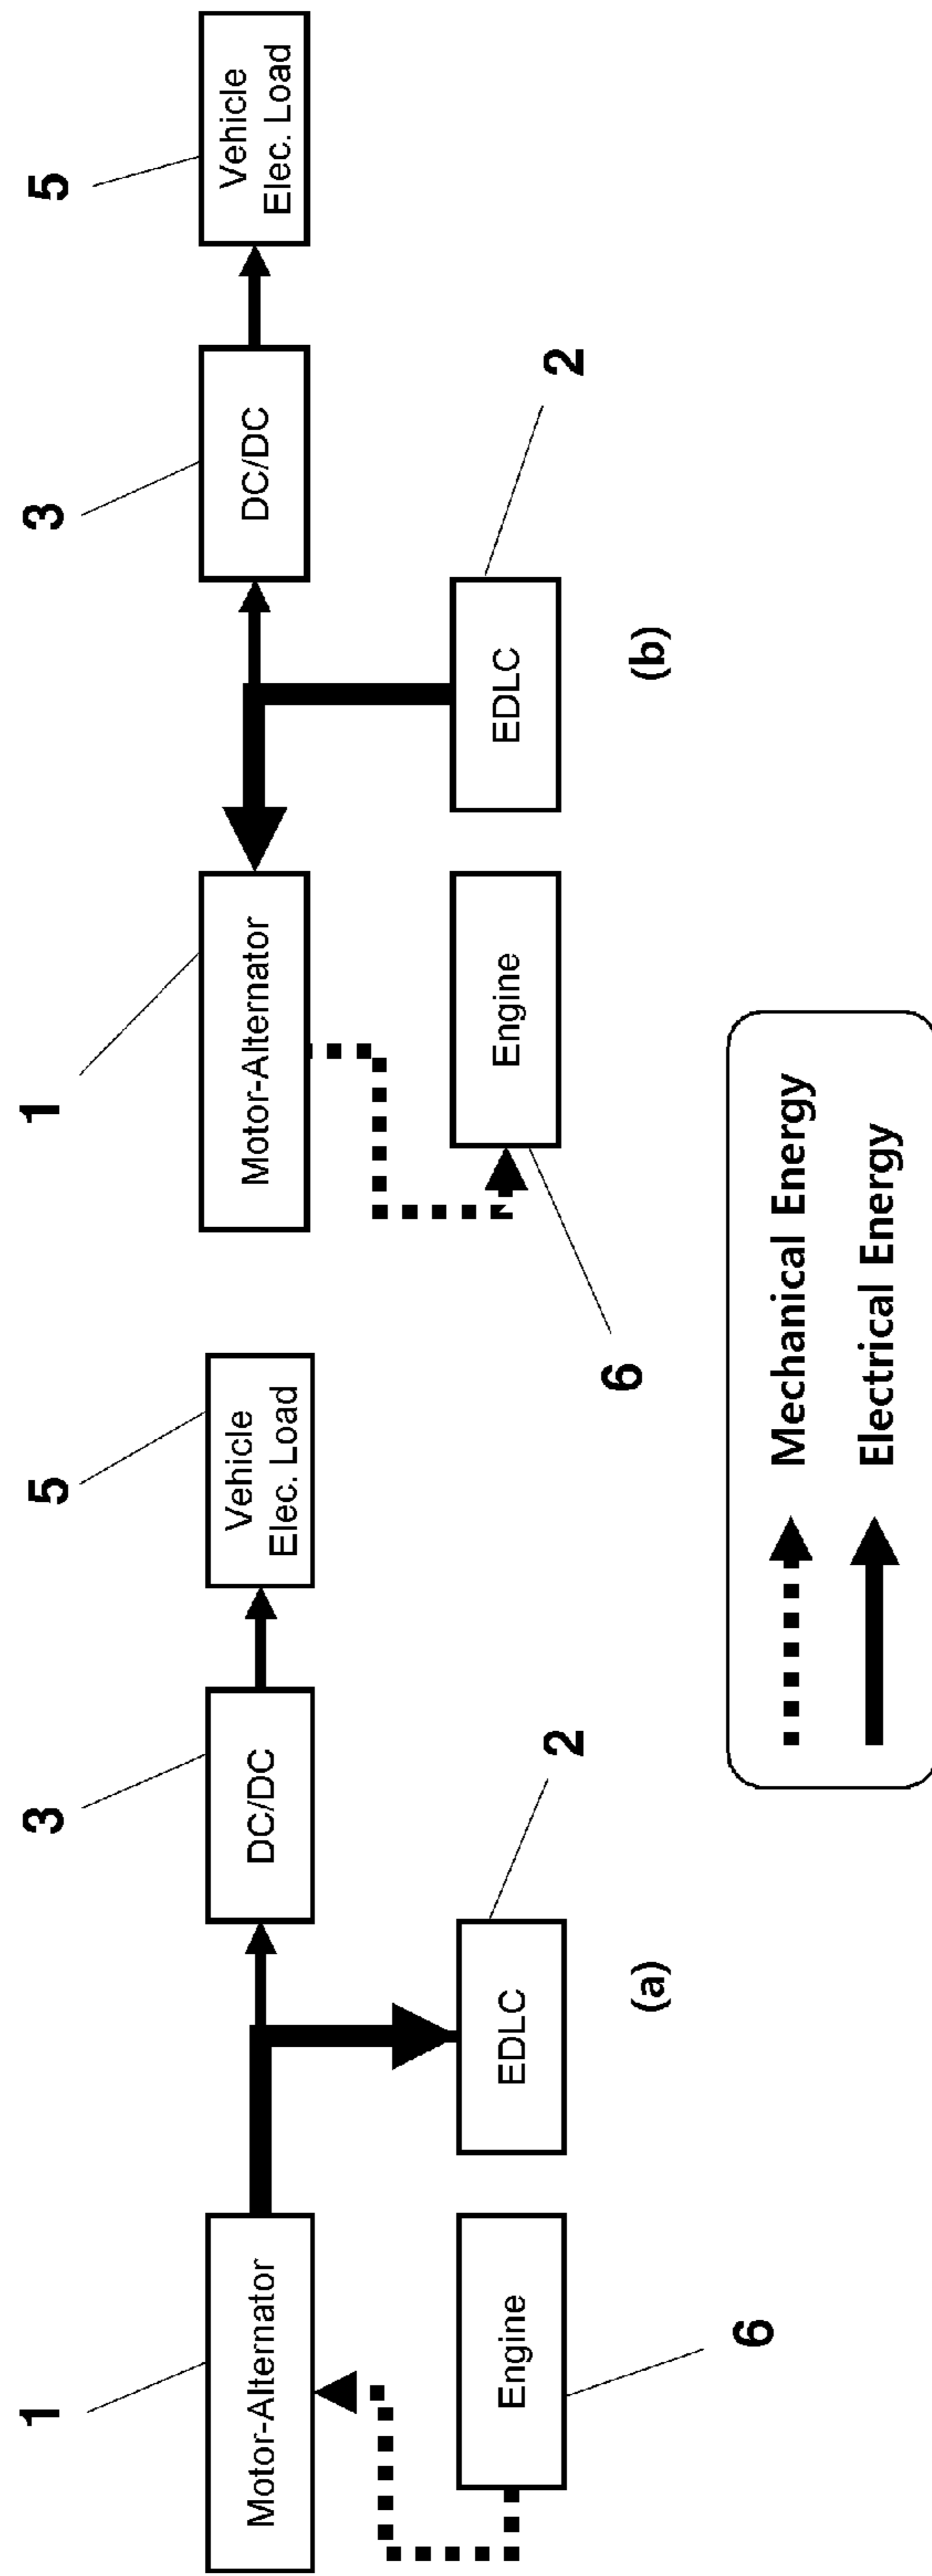 1
3
5
Motor-Alternator
DC/DC
Vehicle
Elec. Load
Engine
EDLC
6
2
(a)
1
3
5
Motor-Alternator
DC/DC
Vehicle
Elec. Load
Engine
EDLC
6
2
(b)
Mechanical Energy
Electrical Energy